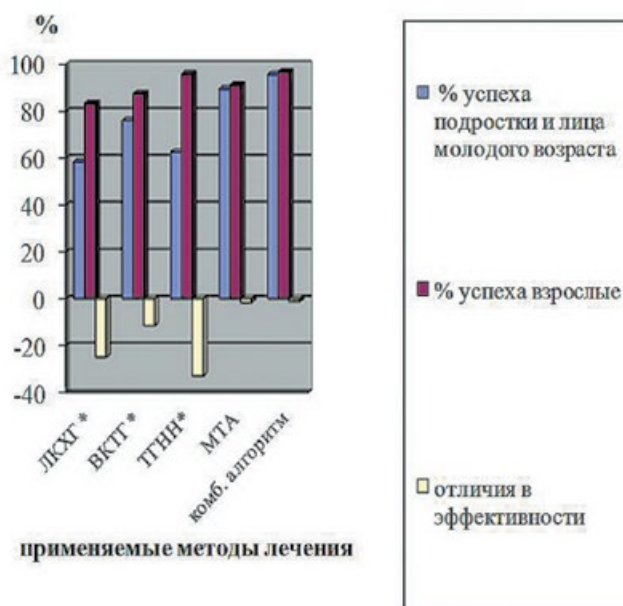 %
100
80
60
40
20
0
-20
-40
ЛКХГ *
ВКТГ *
ТГНН*
МТА
комб. алгоритм
применяемые методы лечения
% успеха
подростки и лица
молодого возраста
% успеха взрослые
отличия в
эффективности